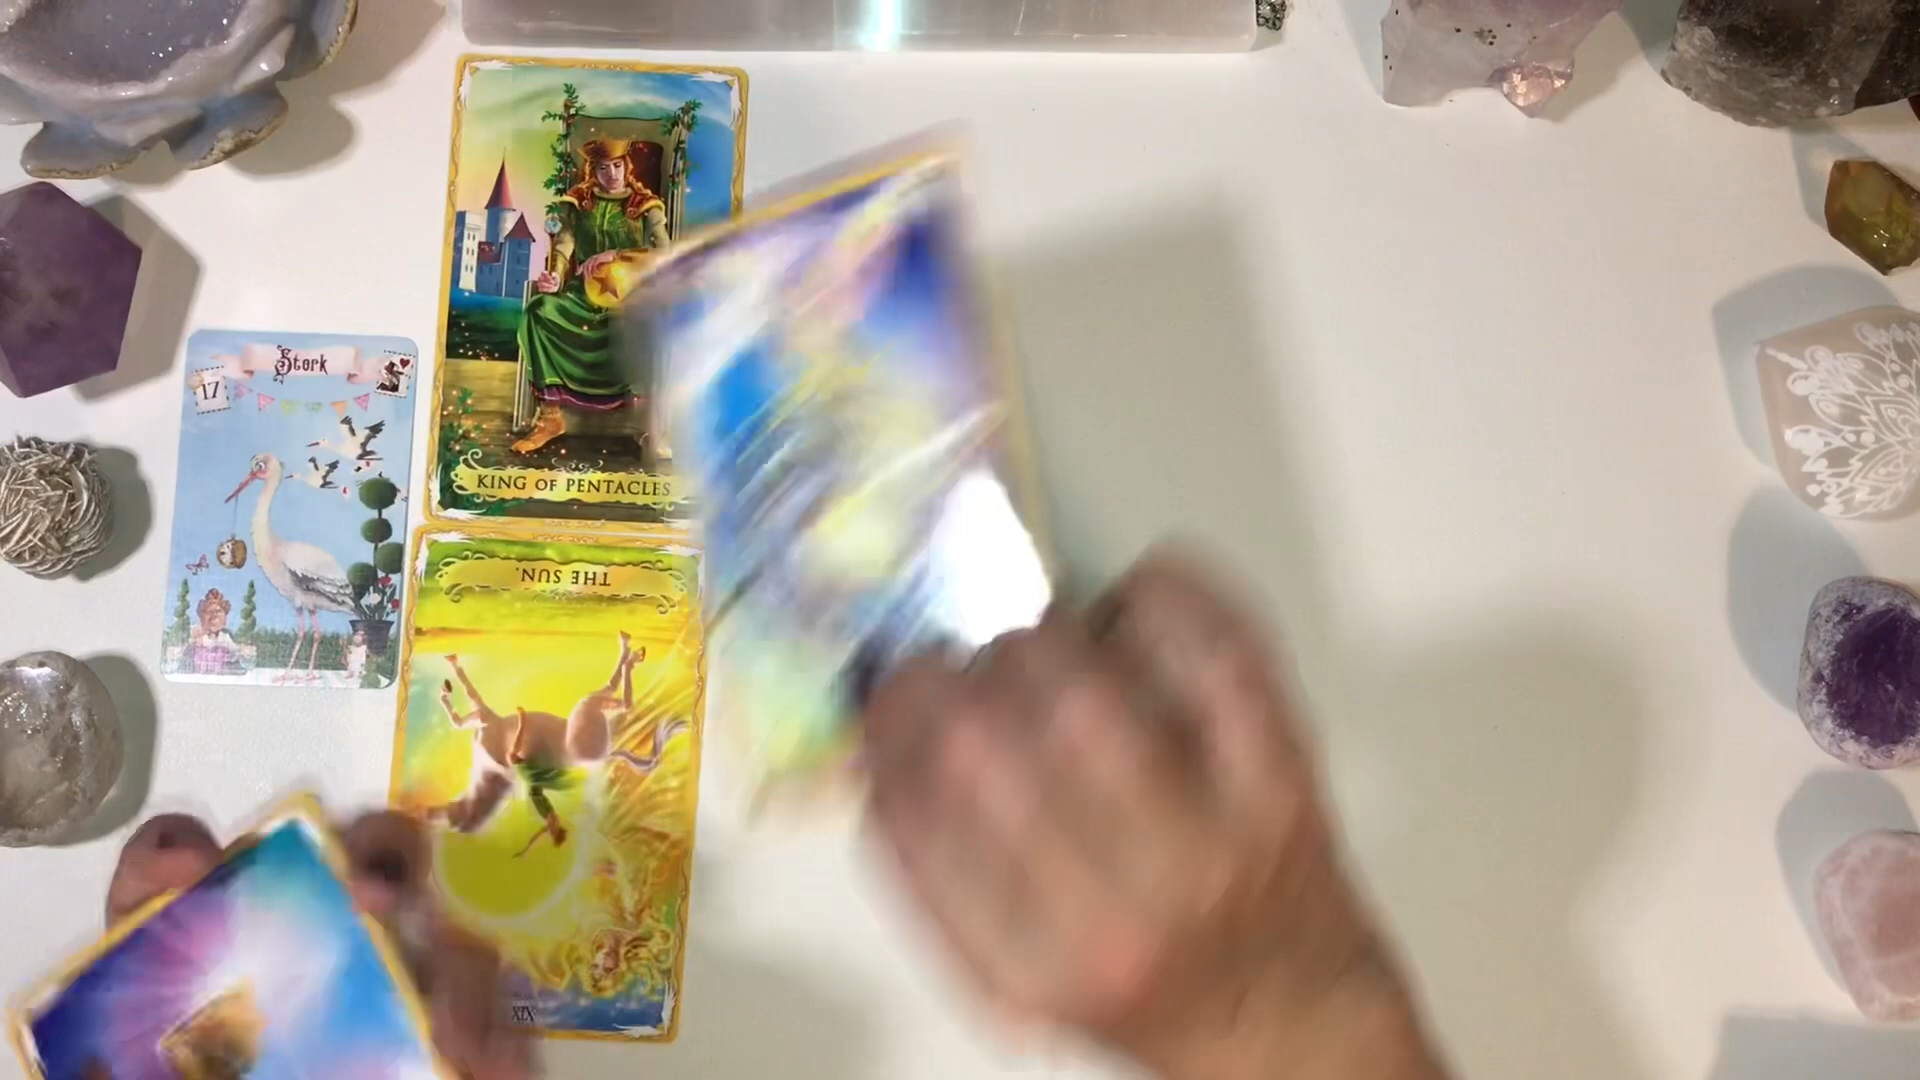 Stork
17
KING OF PENTACLES
THE SUN.
XIX